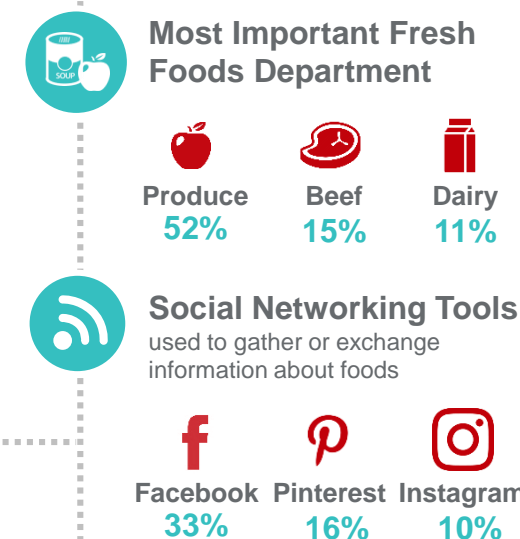 SOUP
Most Important Fresh
Foods Department
Produce Beef Dairy
52% 15% 11%
Social Networking Tools
used to gather or exchange
information about foods
Facebook Pinterest Instagram
33% 16% 10%